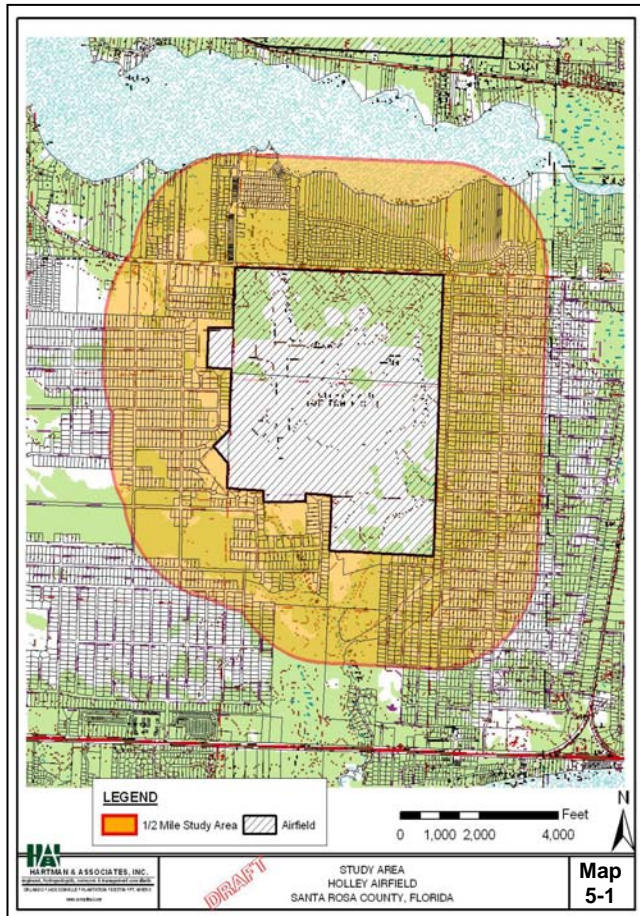 LEGEND
1/2 Mile Study Area
Airfield
Feet
0 1,000 2,000 4,000
N
HARTMAN & ASSOCIATES, INC.
DRAFT
STUDY AREA
HOLLEY AIRFIELD
SANTA ROSA COUNTY, FLORIDA
Map
5-1